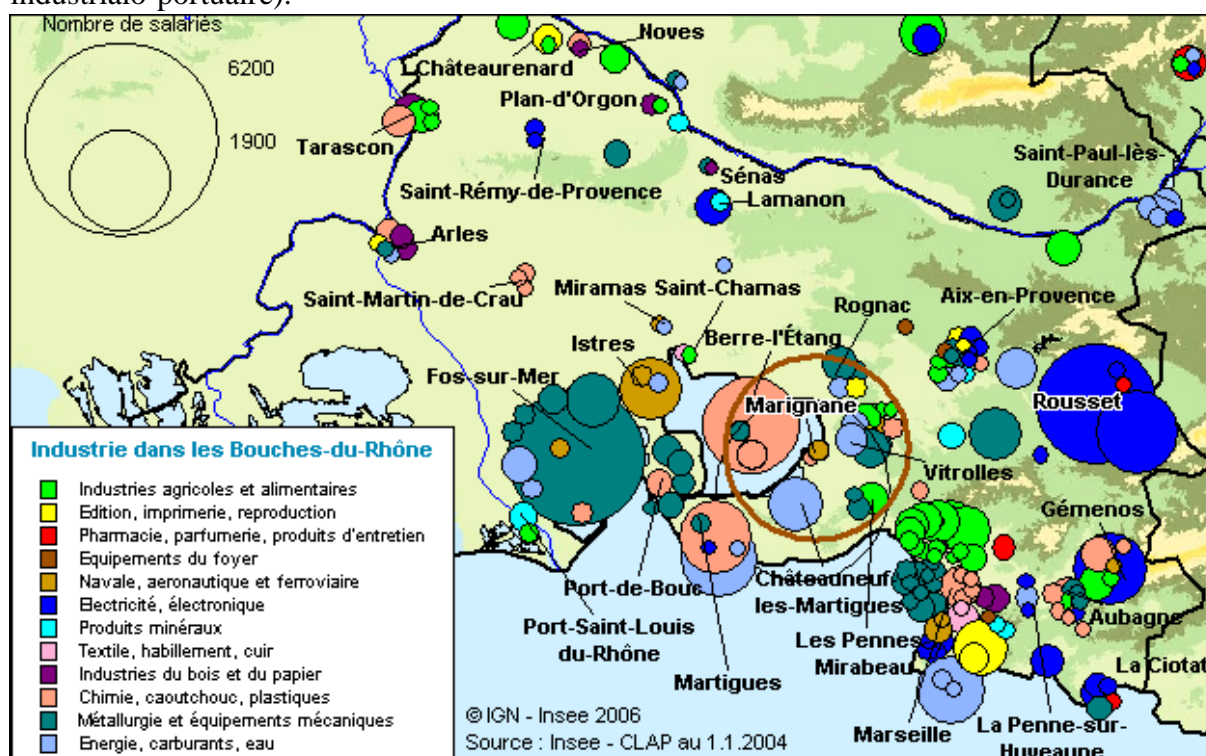 industrialo-portuaire).
Nombre de salariés
6200
1900
Noves
Châteaurenard
Plan-d'Orgon
Tarascon
Saint-Rémy-de-Provence
Sénas
Lamanon
Saint-Paul-lès-
Durance
Arles
Saint-Martin-de-Crau
Miramas
Saint-Chamas
Rognac
Aix-en-Provence
Istres
Berre-l'Étang
Fos-sur-Mer
Marignane
Rousset
Vitrolles
Gémenos
Port-de-Bouc
Châteauneuf
les-Martigues
Aubagne
Port-Saint-Louis
du-Rhône
Les Pennes
Mirabeau
Martigues
La Ciotat
Marseille
La Penne-sur-
Huveaune
Industrie dans les Bouches-du-Rhône
Industries agricoles et alimentaires
Edition, imprimerie, reproduction
Pharmacie, parfumerie, produits d'entretien
Equipements du foyer
Navale, aeronautique et ferroviaire
Electricité, électronique
Produits minéraux
Textile, habillement, cuir
Industries du bois et du papier
Chimie, caoutchouc, plastiques
Métallurgie et équipements mécaniques
Energie, carburants, eau
© IGN - Insee 2006
Source : Insee - CLAP au 1.1.2004